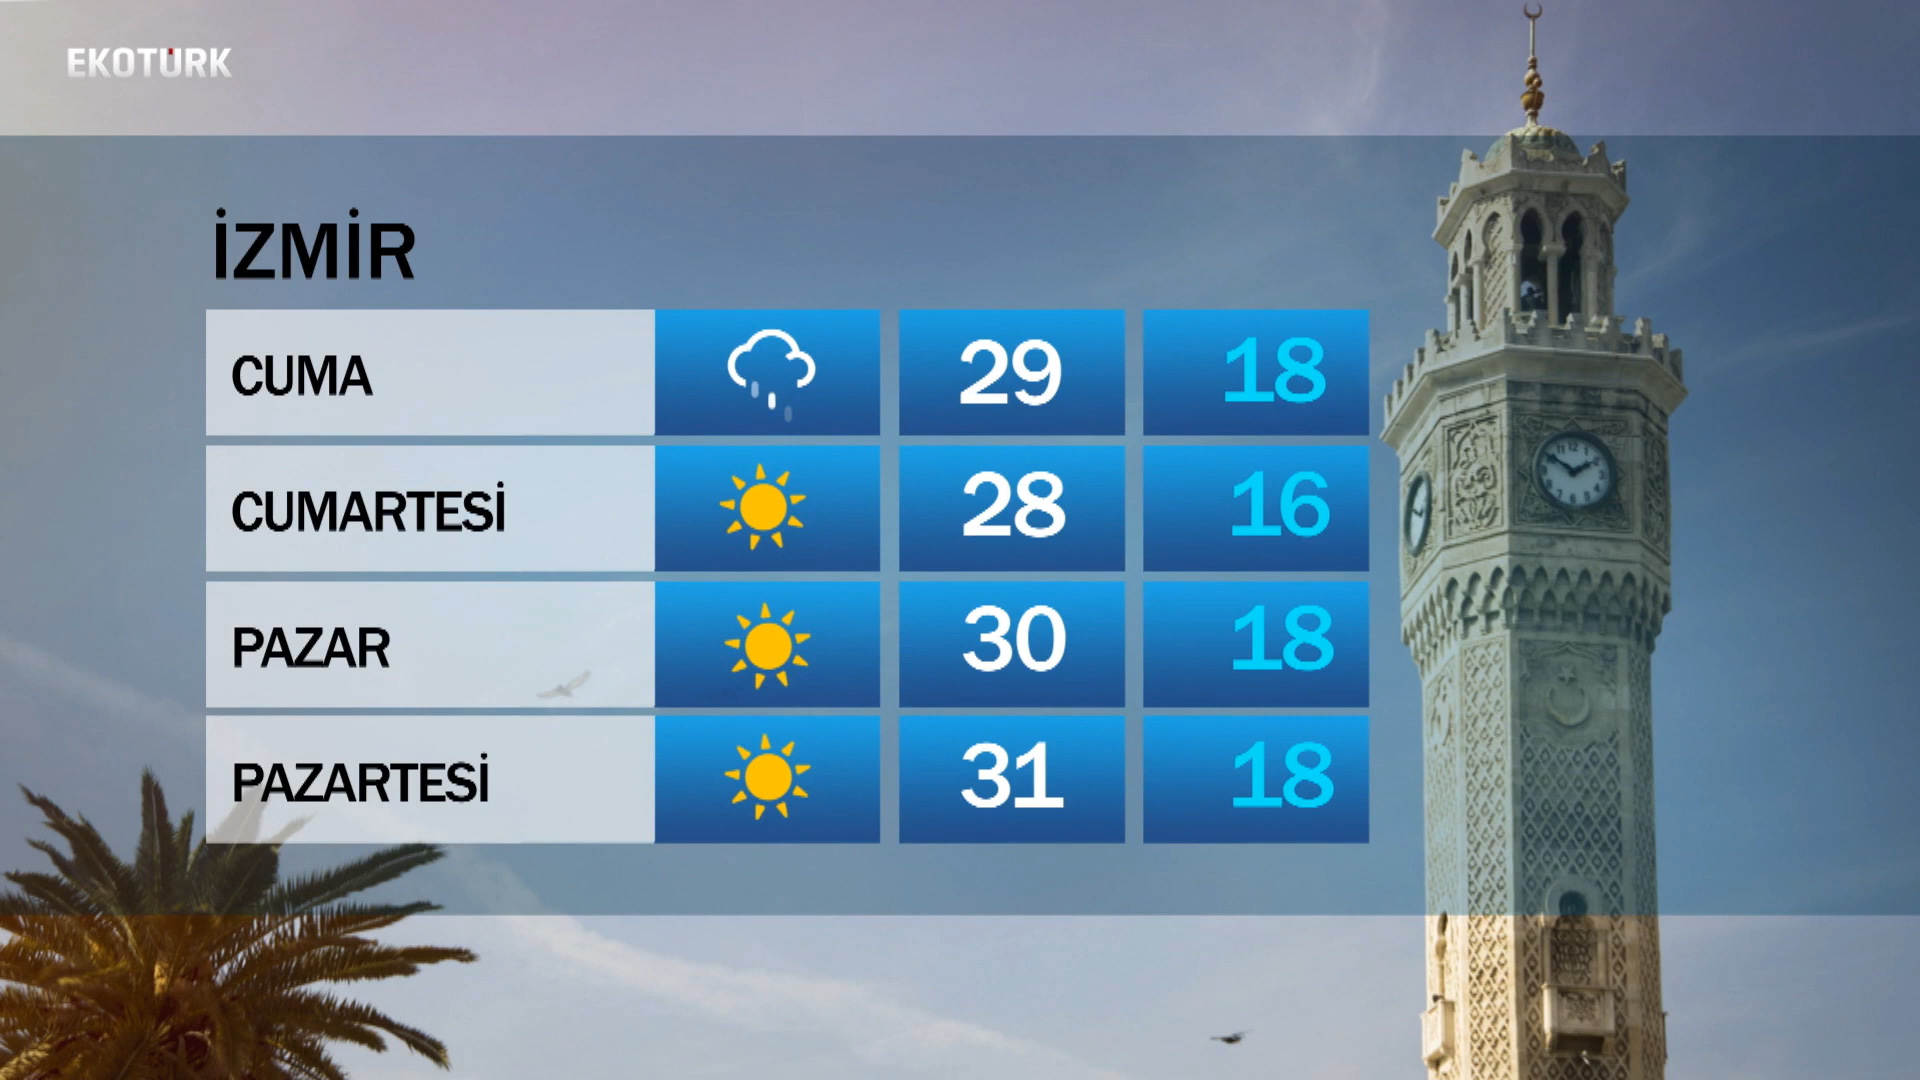 EKOTÜRK
İZMİR
CUMA 29 18
CUMARTESİ 28 16
PAZAR 30 18
PAZARTESİ 31 18